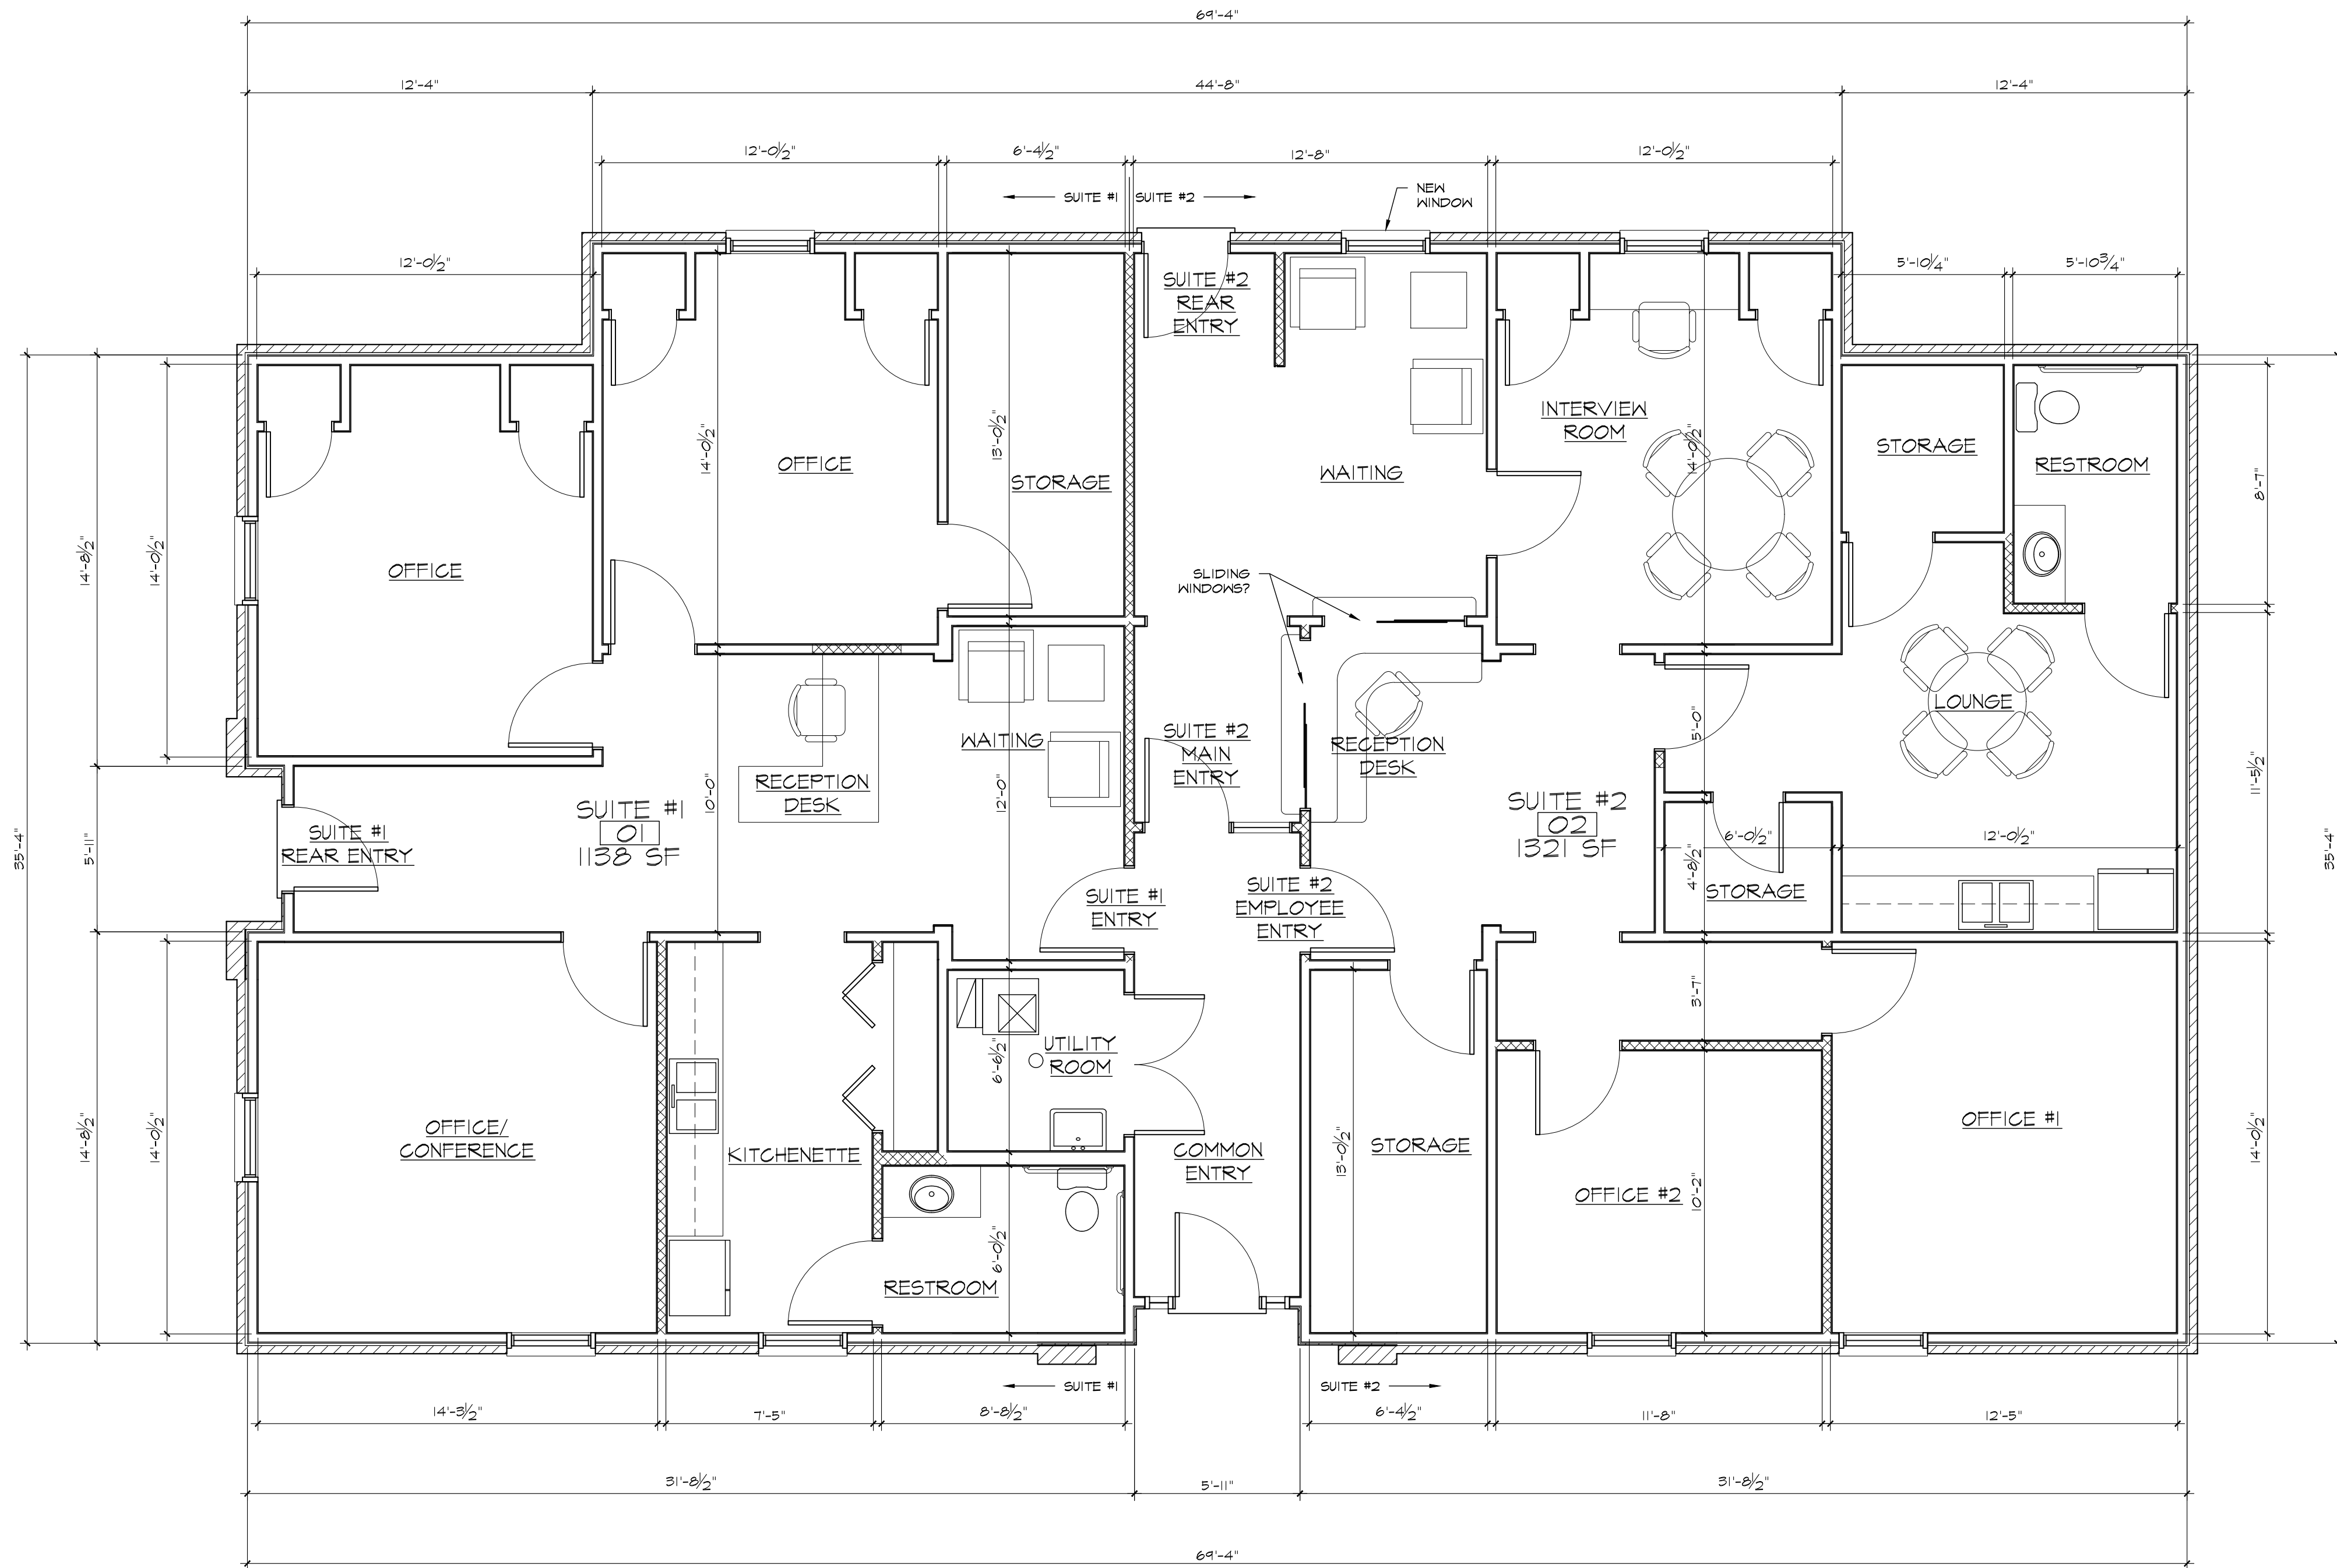 69'-4"
12'-4"
44'-8"
12'-4"
12'-0½"
6'-4½"
12'-8"
12'-0½"
SUITE #1
SUITE #2
NEW
WINDOW
12'-0½"
5'-10¼"
5'-10¾"
SUITE #2
REAR
ENTRY
INTERVIEW
ROOM
14'-0½"
13'-0½"
14'-0½"
STORAGE
OFFICE
STORAGE
WAITING
RESTROOM
8'-7"
14'-8½"
14'-0½"
OFFICE
SLIDING
WINDOWS?
LOUNGE
WAITING
SUITE #2
MAIN
ENTRY
RECEPTION
DESK
5'-0"
11'-5½"
RECEPTION
DESK
10'-0"
12'-0"
SUITE #1
01
1138 SF
SUITE #2
02
1321 SF
35'-4"
5'-11"
SUITE #1
REAR ENTRY
6'-0½"
12'-0½"
35'-4"
4'-8½"
STORAGE
SUITE #1
ENTRY
SUITE #2
EMPLOYEE
ENTRY
3'-7"
UTILITY
ROOM
6'-6½"
14'-8½"
14'-0½"
OFFICE/
CONFERENCE
KITCHENETTE
COMMON
ENTRY
13'-0½"
STORAGE
OFFICE #1
14'-0½"
OFFICE #2
10'-2"
6'-0½"
RESTROOM
SUITE #1
SUITE #2
14'-3½"
7'-5"
8'-8½"
6'-4½"
11'-8"
12'-5"
31'-8½"
5'-11"
31'-8½"
69'-4"